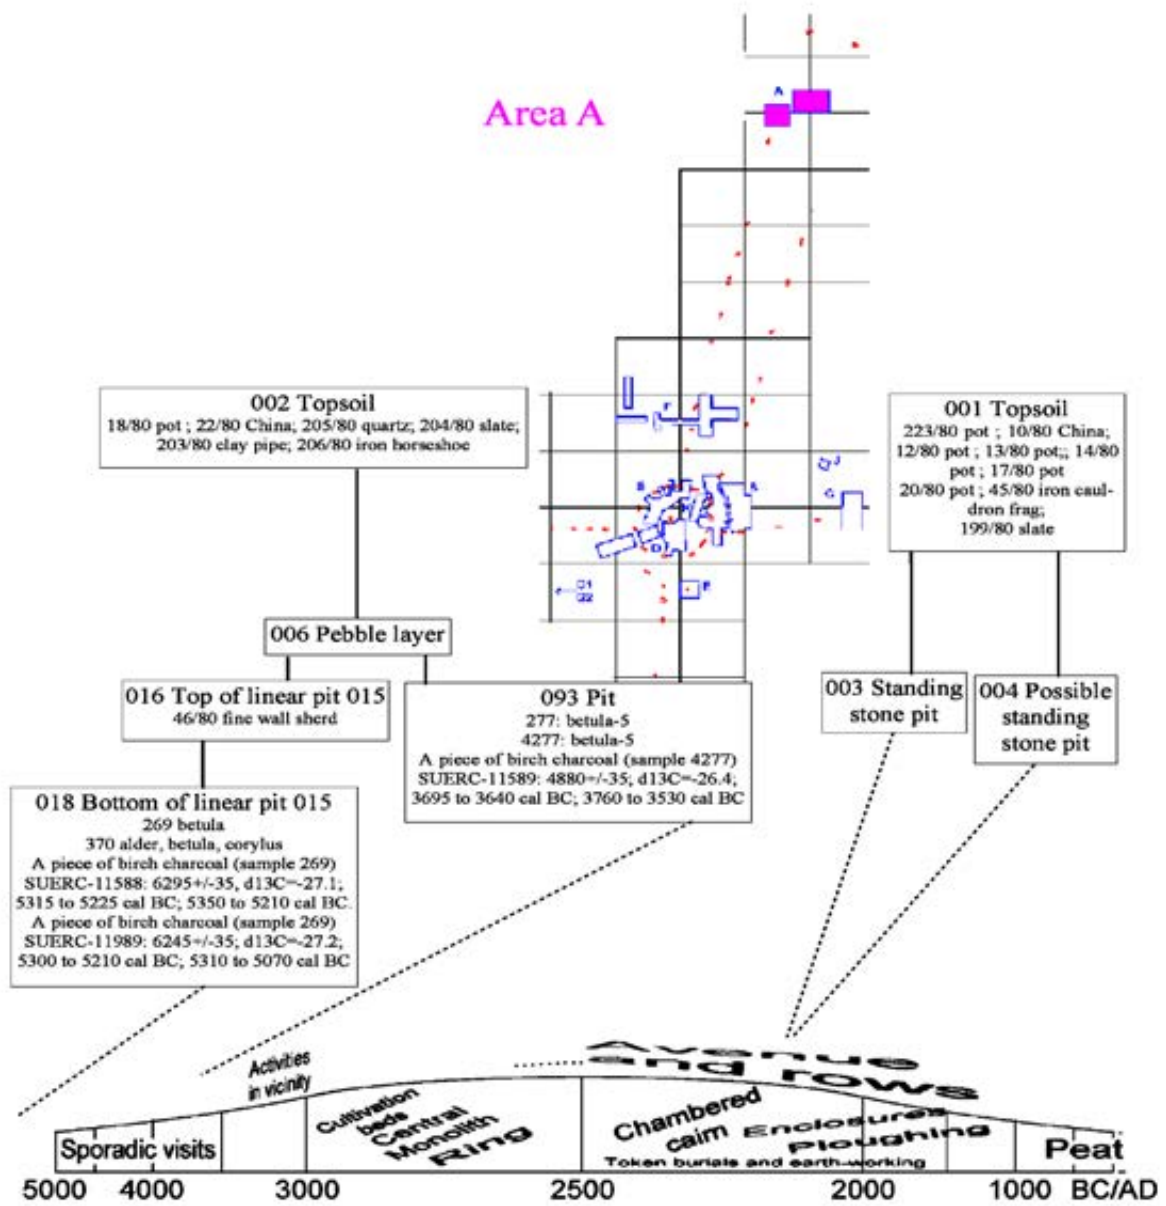 Area A
A
F
J
B
A
G
D
Q1
Q2
E
002 Topsoil
18/80 pot ; 22/80 China; 205/80 quartz; 204/80 slate;
203/80 clay pipe; 206/80 iron horseshoe
001 Topsoil
223/80 pot ; 10/80 China;
12/80 pot ; 13/80 pot;; 14/80
pot ; 17/80 pot
20/80 pot ; 45/80 iron caul-
dron frag;
199/80 slate
006 Pebble layer
016 Top of linear pit 015
46/80 fine wall sherd
093 Pit
277: betula-5
4277: betula-5
A piece of birch charcoal (sample 4277)
SUERC-11589: 4880+/-35; d13C=-26.4;
3695 to 3640 cal BC; 3760 to 3530 cal BC
003 Standing
stone pit
004 Possible
standing
stone pit
018 Bottom of linear pit 015
269 betula
370 alder, betula, corylus
A piece of birch charcoal (sample 269)
SUERC-11588: 6295+/-35, d13C=-27.1;
5315 to 5225 cal BC; 5350 to 5210 cal BC.
A piece of birch charcoal (sample 269)
SUERC-11989: 6245+/-35; d13C=-27.2;
5300 to 5210 cal BC; 5310 to 5070 cal BC
Activities
in vicinity
Avenue
and rows
Sporadic visits
Cultivation
beds
Central
Monolith
Ring
Chambered
cairn
Enclosures
Ploughing
Token burials and earth-working
Peat
5000 4000 3000 2500 2000 1000 BC/AD